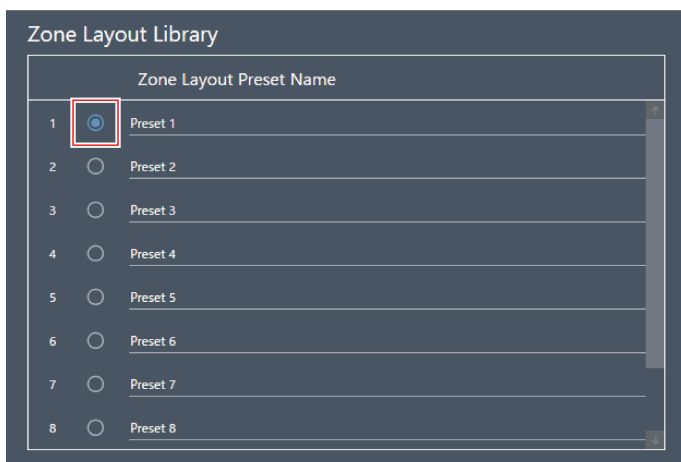 Zone Layout Library
Zone Layout Preset Name
1 Preset 1
2 Preset 2
3 Preset 3
4 Preset 4
5 Preset 5
6 Preset 6
7 Preset 7
8 Preset 8